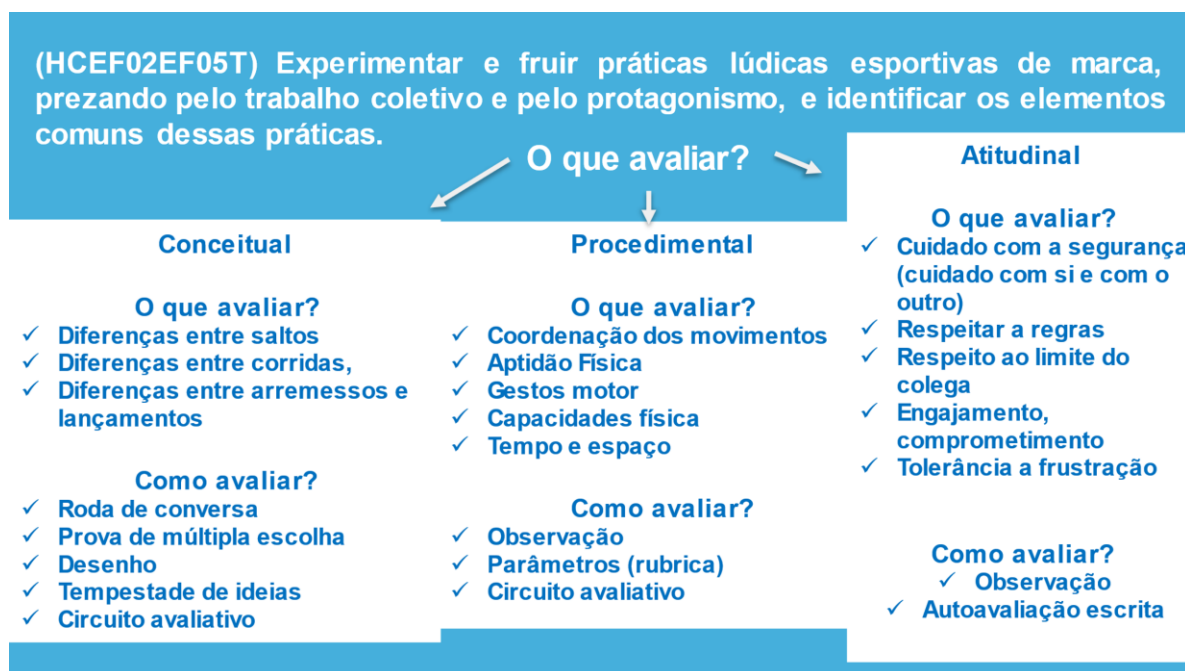 (HCEF02EF05T) Experimentar e fruir práticas lúdicas esportivas de marca,
prezando pelo trabalho coletivo e pelo protagonismo, e identificar os elementos
comuns dessas práticas.
O que avaliar?
Conceitual
O que avaliar?
✓ Diferenças entre saltos
✓ Diferenças entre corridas,
✓ Diferenças entre arremessos e
lançamentos
Como avaliar?
✓ Roda de conversa
✓ Prova de múltipla escolha
✓ Desenho
✓ Tempestade de ideias
✓ Circuito avaliativo
Procedimental
O que avaliar?
✓ Coordenação dos movimentos
✓ Aptidão Física
✓ Gestos motor
✓ Capacidades física
✓ Tempo e espaço
Como avaliar?
✓ Observação
✓ Parâmetros (rubrica)
✓ Circuito avaliativo
Atitudinal
O que avaliar?
✓ Cuidado com a segurança
(cuidado com si e com o
outro)
✓ Respeitar a regras
✓ Respeito ao limite do
colega
✓ Engajamento,
comprometimento
✓ Tolerância a frustração
Como avaliar?
✓ Observação
✓ Autoavaliação escrita